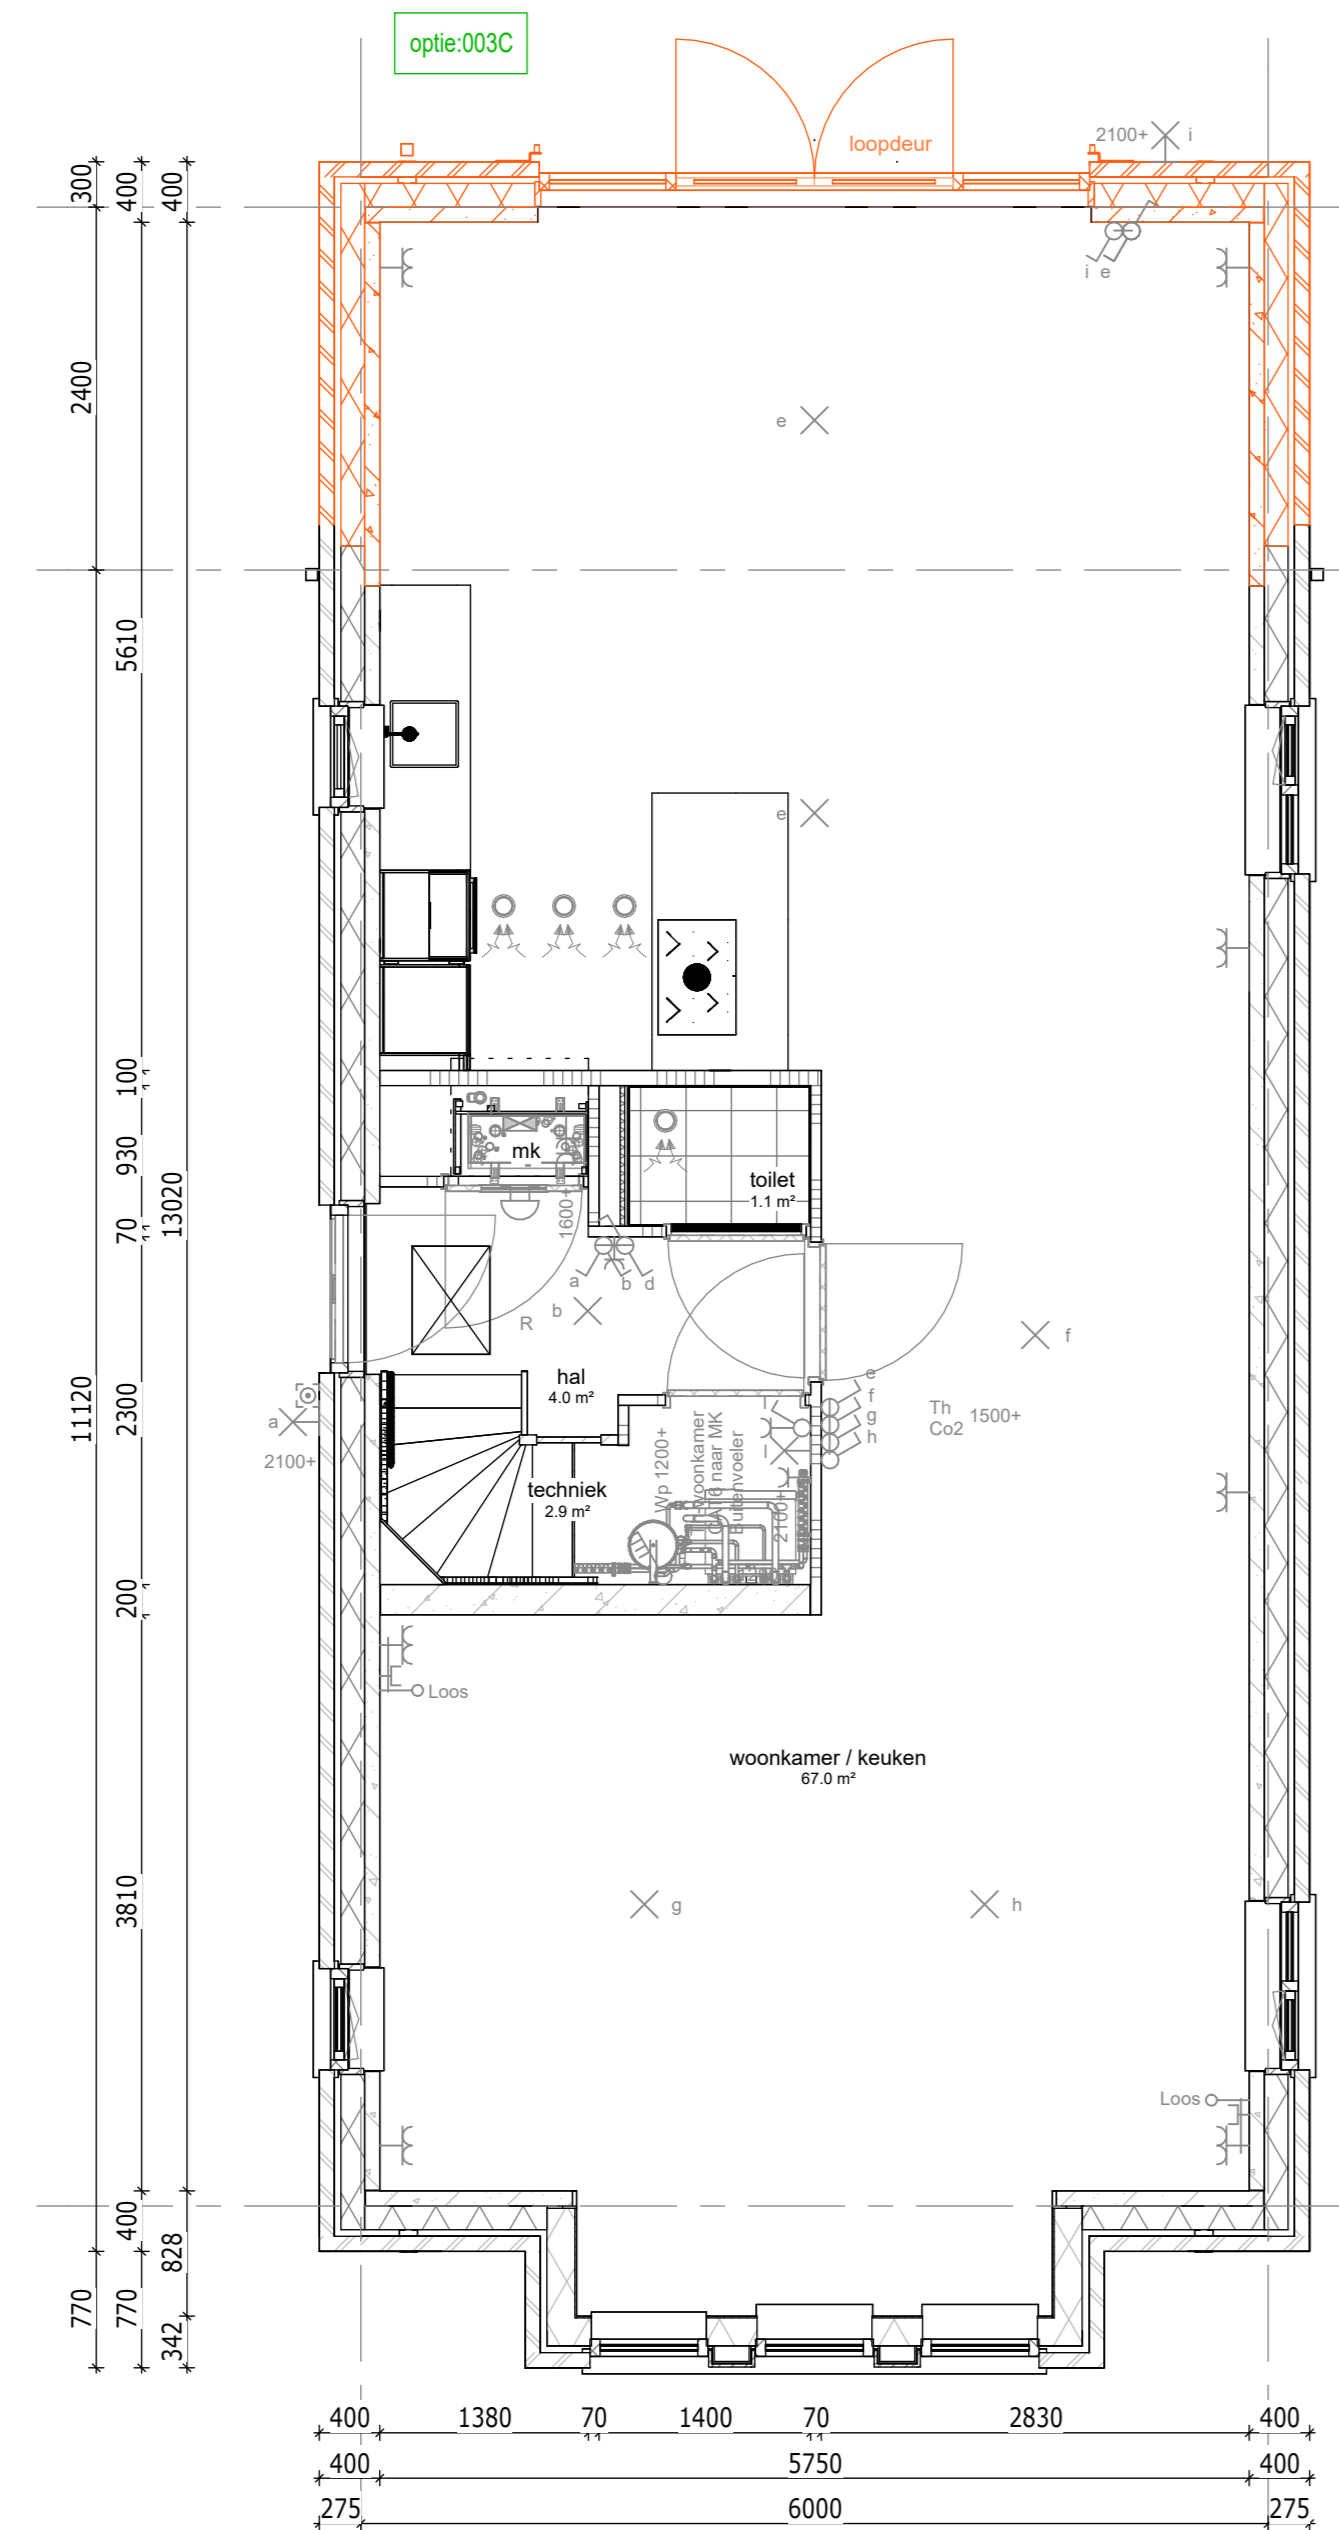 optie:003C
loopdeur
2100+ i
i e
e
e
mk
toilet
1.1 m²
1600+
a b d
b
R
f
hal
4.0 m²
a
2100+
e
f
g
h
Th
Co2 1500+
techniek
2.9 m²
Wp 1200+
woonkamer
CAT6 naar MK
Buitenvoeler
2100+
Loos
woonkamer / keuken
67.0 m²
g
h
Loos
300
2400
11120
770
400
5610
100
930
70
2300
200
3810
400
770
400
13020
828
342
400 1380 70 1400 70 2830 400
400 5750 400
275 6000 275